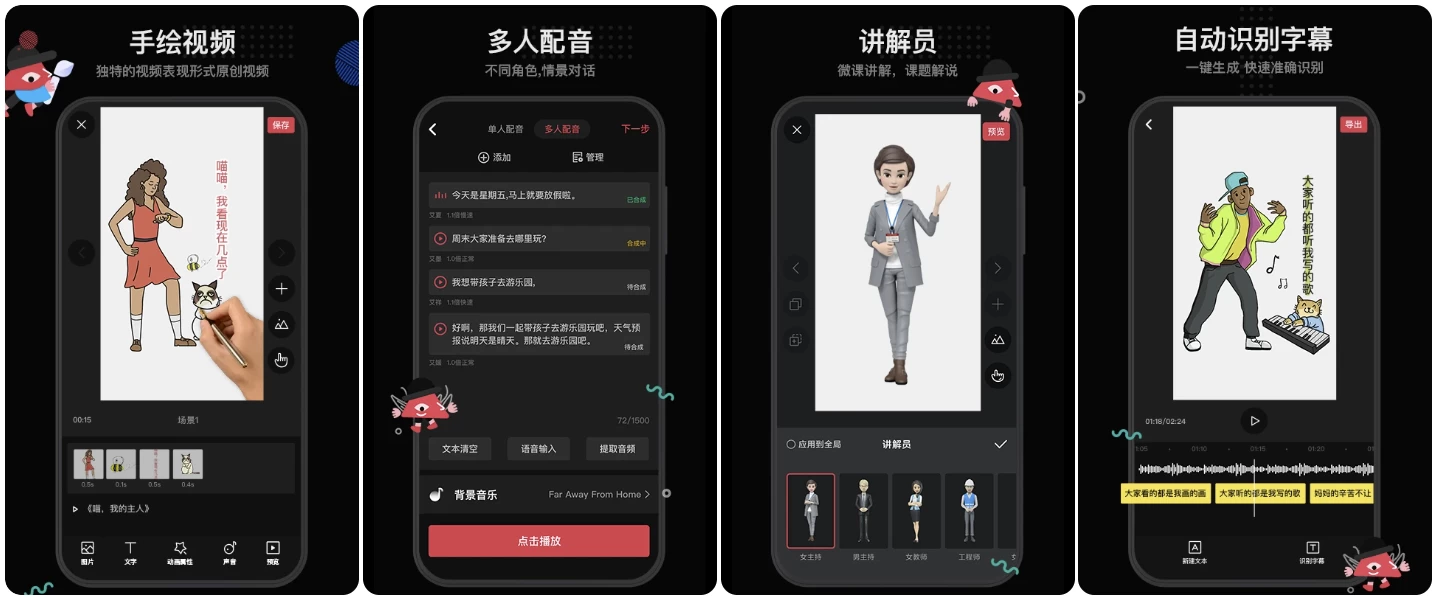 手绘视频
独特的视频表现形式原创视频
保存
喵喵，我看现在几点了
00:15
场景1
0.5s
0.1s
0.5s
0.4s
《喵，我的主人》
图片
文字
动画属性
声音
预览
多人配音
不同角色,情景对话
单人配音
多人配音
下一步
添加
管理
今天是星期五,马上就要放假啦。
已合成
艾夏 1.1倍慢速
周末大家准备去哪里玩?
合成中
艾墨 1.0倍正常
我想带孩子去游乐园,
待合成
1.1倍快速
好啊，那我们一起带孩子去游乐园玩吧，天气预
报说明天是晴天。那就去游乐园吧。
待合成
1.0倍正常
72/1500
文本清空
语音输入
提取音频
背景音乐
Far Away From Home
点击播放
讲解员
微课讲解，课题解说
预览
应用到全局
讲解员
女主持
男主持
女教师
工程师
自动识别字幕
一键生成 快速准确识别
导出
大家听的都听我写的歌
01:18/02:24
1:05
01:10
01:15
01:20
大家看的都是我画的画
大家听的都是我写的歌
妈妈的辛苦不让
新建文本
识别字幕